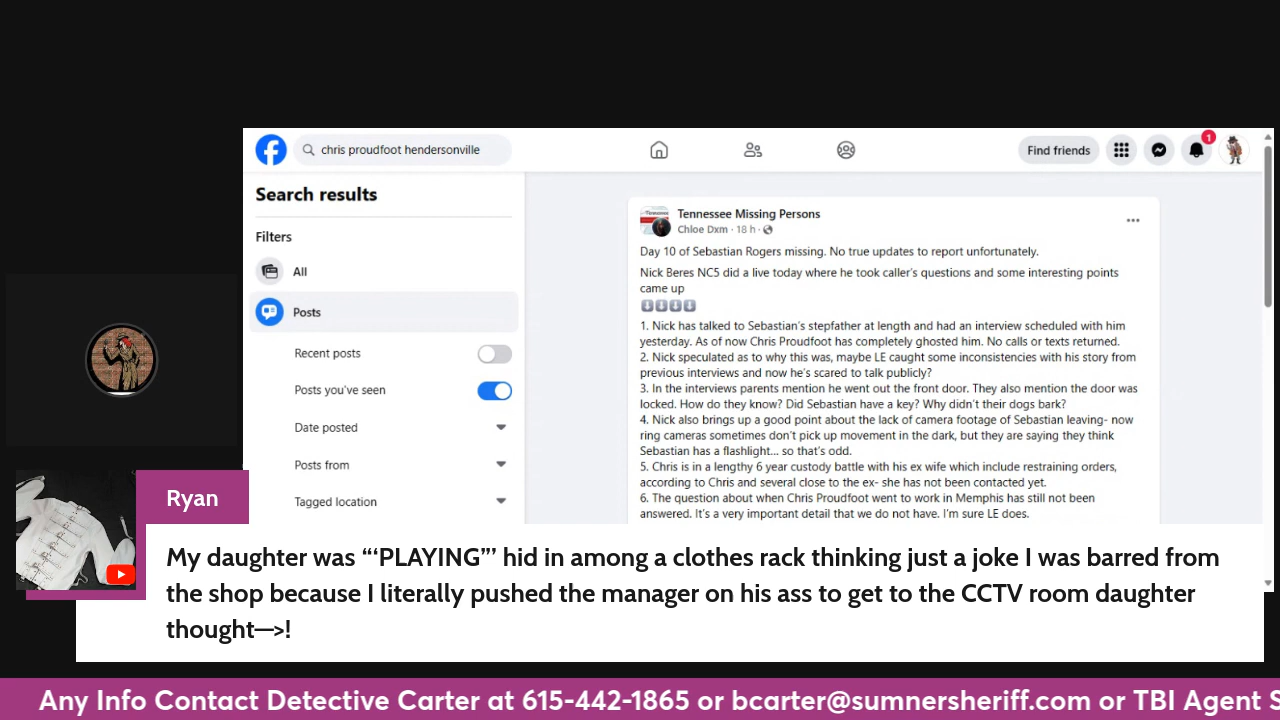 chris proudfoot hendersonville
Find friends
1
Search results
Filters
All
Posts
Recent posts
Posts you've seen
Date posted
Posts from
Tagged location
Tennessee Missing Persons
Chloe Dxm · 18 h ·
Day 10 of Sebastian Rogers missing. No true updates to report unfortunately.
Nick Beres NC5 did a live today where he took caller's questions and some interesting points
came up
⬇️⬇️⬇️⬇️
1. Nick has talked to Sebastian's stepfather at length and had an interview scheduled with him
yesterday. As of now Chris Proudfoot has completely ghosted him. No calls or texts returned.
2. Nick speculated as to why this was, maybe LE caught some inconsistencies with his story from
previous interviews and now he's scared to talk publicly?
3. In the interviews parents mention he went out the front door. They also mention the door was
locked. How do they know? Did Sebastian have a key? Why didn't their dogs bark?
4. Nick also brings up a good point about the lack of camera footage of Sebastian leaving- now
ring cameras sometimes don't pick up movement in the dark, but they are saying they think
Sebastian has a flashlight... so that's odd.
5. Chris is in a lengthy 6 year custody battle with his ex wife which include restraining orders,
according to Chris and several close to the ex- she has not been contacted yet.
6. The question about when Chris Proudfoot went to work in Memphis has still not been
answered. It's a very important detail that we do not have. I'm sure LE does.
Ryan
My daughter was “‘PLAYING”’ hid in among a clothes rack thinking just a joke I was barred from
the shop because I literally pushed the manager on his ass to get to the CCTV room daughter
thought—>!
Any Info Contact Detective Carter at 615-442-1865 or bcarter@sumnersheriff.com or TBI Agent S